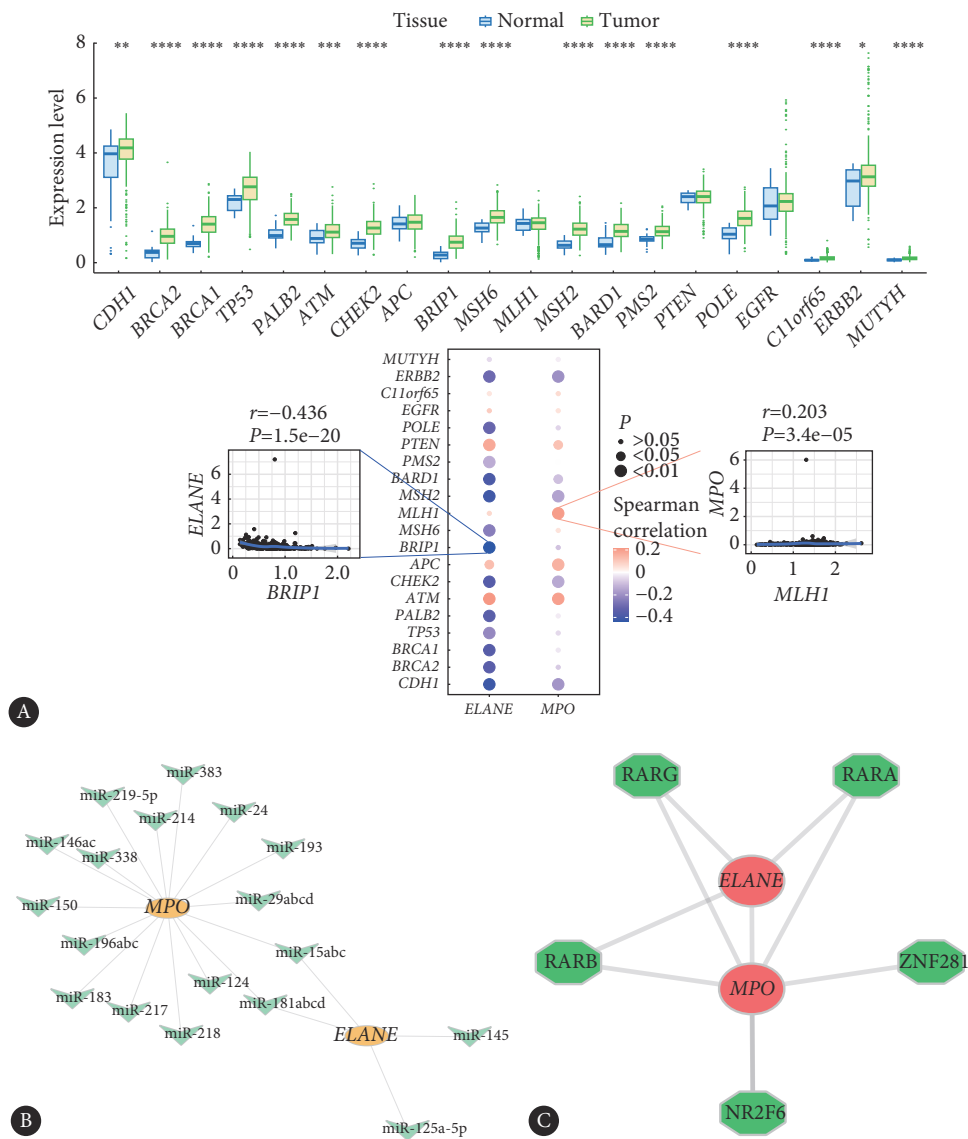 Tissue Normal Tumor
** **** **** **** **** *** **** **** **** **** **** **** **** **** * ****
Expression level
8
6
4
2
0
CDH1
BRCA2
BRCA1
TP53
PALB2
ATM
CHEK2
APC
BRIP1
MSH6
MLH1
MSH2
BARD1
PMS2
PTEN
POLE
EGFR
C11orf65
ERBB2
MUTYH
r=−0.436
P=1.5e−20
ELANE
6
4
2
0
0 1.0 2.0
BRIP1
MUTYH
ERBB2
C11orf65
EGFR
POLE
PTEN
PMS2
BARD1
MSH2
MLH1
MSH6
BRIP1
APC
CHEK2
ATM
PALB2
TP53
BRCA1
BRCA2
CDH1
ELANE MPO
P
>0.05
<0.05
<0.01
Spearman
correlation
0.2
0
−0.2
−0.4
r=0.203
P=3.4e−05
MPO
6
4
2
0
0 1 2
MLH1
A
miR-383
miR-219-5p
miR-214
miR-24
miR-146ac
miR-338
miR-193
miR-150
MPO
miR-29abcd
miR-196abc
miR-15abc
miR-183
miR-124
miR-217
miR-181abcd
miR-218
ELANE
miR-145
miR-125a-5p
B
RARG
RARA
ELANE
RARB
MPO
ZNF281
NR2F6
C